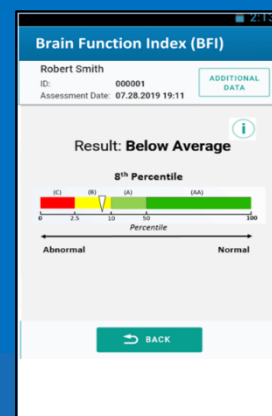 2:13
Brain Function Index (BFI)
Robert Smith
ID: 000001
Assessment Date: 07.28.2019 19:11
ADDITIONAL
DATA
i
Result: Below Average
8th Percentile
(C) (B) (A) (AA)
0 2.5 10 50 100
Percentile
Abnormal Normal
BACK